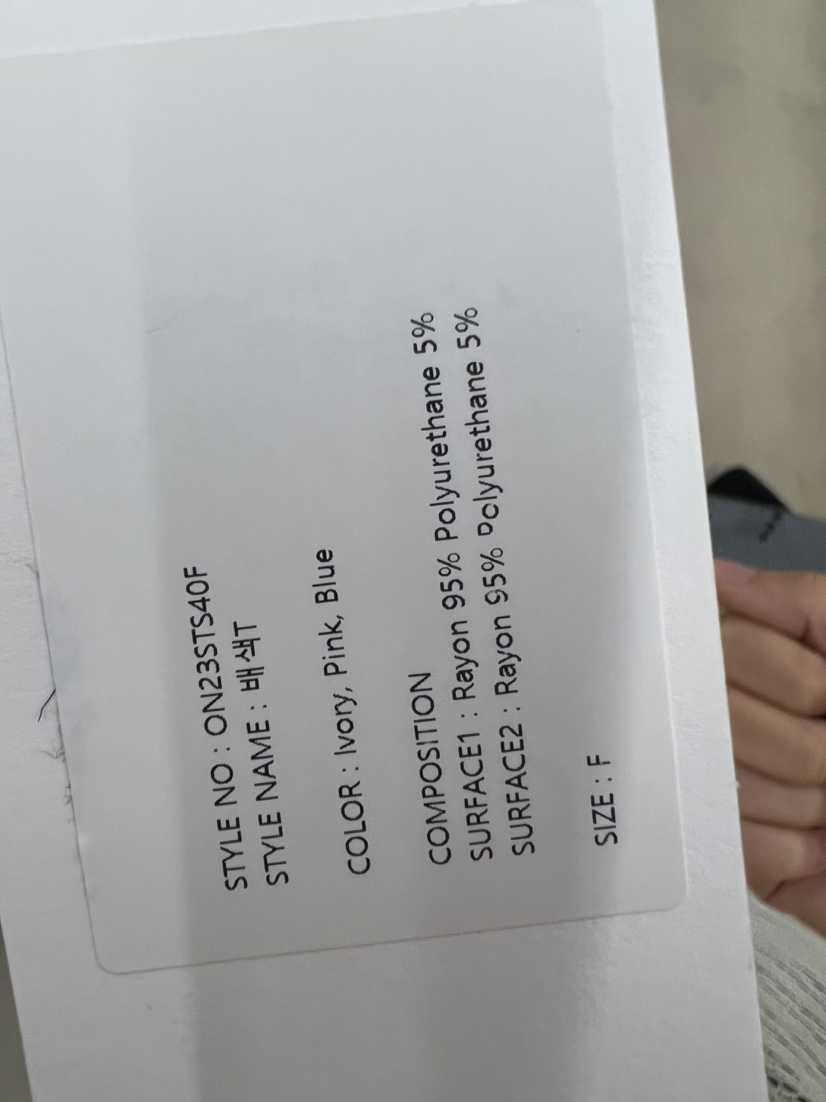 STYLE NO : ON23STS40F
STYLE NAME : 배색T
COLOR : Ivory, Pink, Blue
COMPOSITION
SURFACE1 : Rayon 95% Polyurethane 5%
SURFACE2 : Rayon 95% Polyurethane 5%
SIZE : F